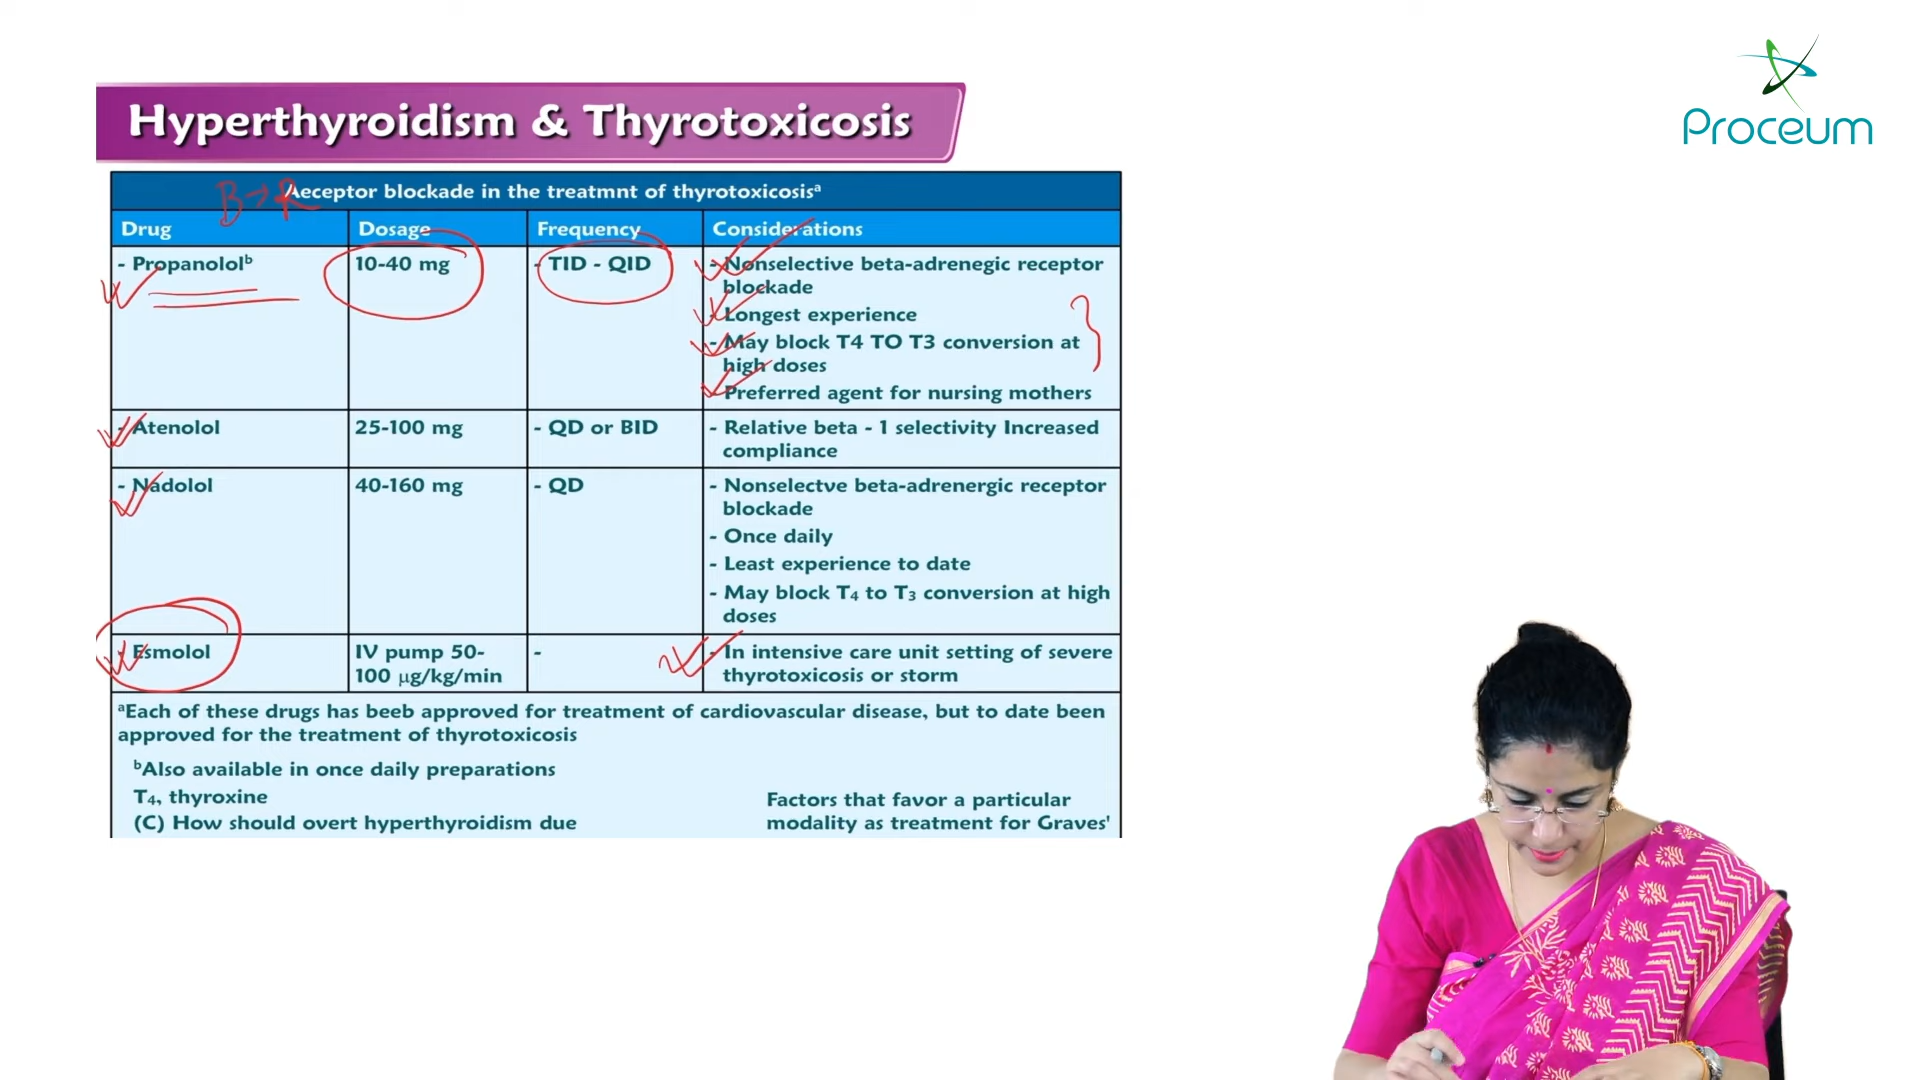 Proceum
Hyperthyroidism & Thyrotoxicosis
B → R
Aeceptor blockade in the treatmnt of thyrotoxicosisᵃ
Drug Dosage Frequency Considerations
- Propanololᵇ 10-40 mg - TID - QID - Nonselective beta-adrenegic receptor
blockade
- Longest experience
- May block T4 TO T3 conversion at
high doses
- Preferred agent for nursing mothers
- Atenolol 25-100 mg - QD or BID - Relative beta - 1 selectivity Increased
compliance
- Nadolol 40-160 mg - QD - Nonselectve beta-adrenergic receptor
blockade
- Once daily
- Least experience to date
- May block T₄ to T₃ conversion at high
doses
- Esmolol IV pump 50- - - In intensive care unit setting of severe
100 µg/kg/min thyrotoxicosis or storm
ᵃEach of these drugs has beeb approved for treatment of cardiovascular disease, but to date been
approved for the treatment of thyrotoxicosis
ᵇAlso available in once daily preparations
T₄, thyroxine
(C) How should overt hyperthyroidism due
Factors that favor a particular
modality as treatment for Graves'